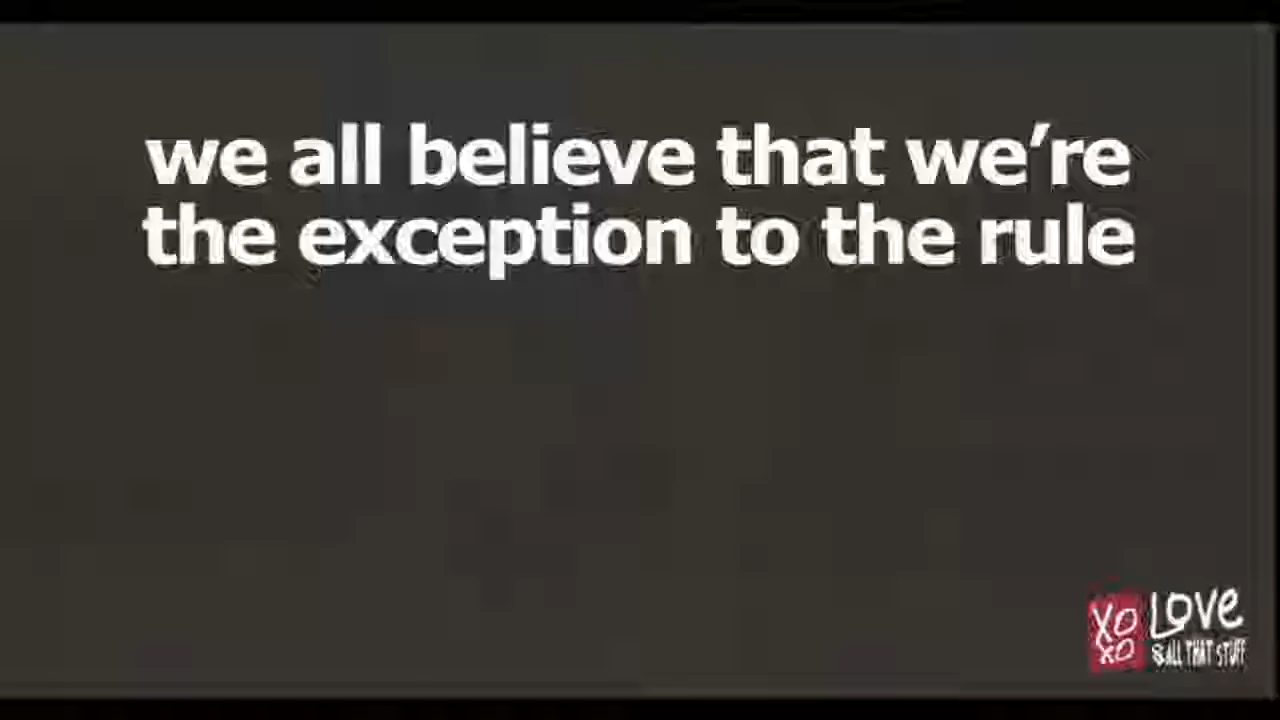 we all believe that we’re
the exception to the rule
XO
XO
LOVE
&ALL THAT STUFF